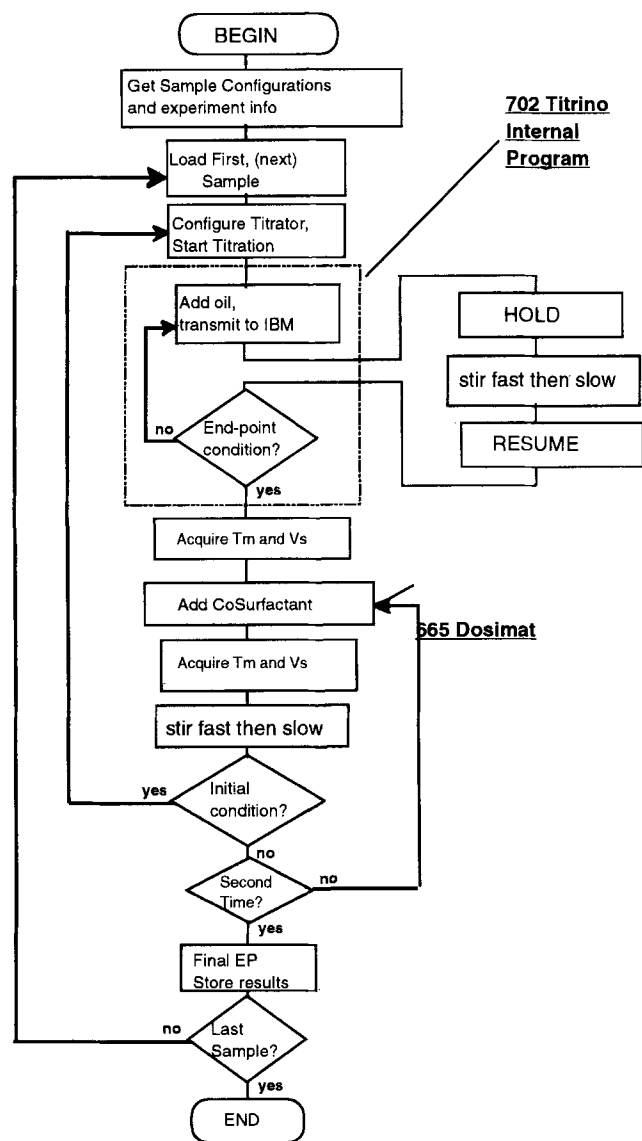 BEGIN
Get Sample Configurations
and experiment info
702 Titrino
Internal
Program
Load First, (next)
Sample
Configure Titrator,
Start Titration
Add oil,
transmit to IBM
HOLD
stir fast then slow
RESUME
no
End-point
condition?
yes
Acquire Tm and Vs
Add CoSurfactant
665 Dosimat
Acquire Tm and Vs
stir fast then slow
yes
Initial
condition?
no
Second
Time?
no
yes
Final EP
Store results
no
Last
Sample?
yes
END